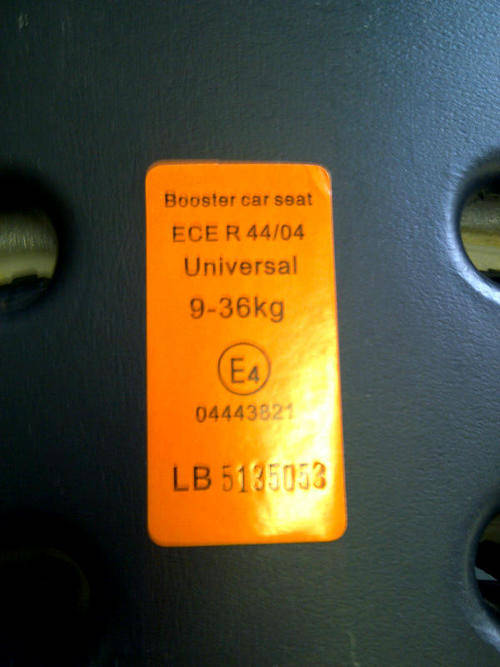 Booster car seat
ECE R 44/04
Universal
9-36kg
E4
04443821
LB 5135053